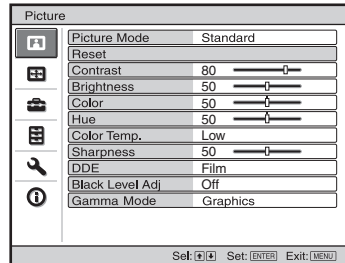 Picture
Picture Mode Standard
Reset
Contrast 80
Brightness 50
Color 50
Hue 50
Color Temp. Low
Sharpness 50
DDE Film
Black Level Adj Off
Gamma Mode Graphics
Sel: Set: ENTER Exit: MENU